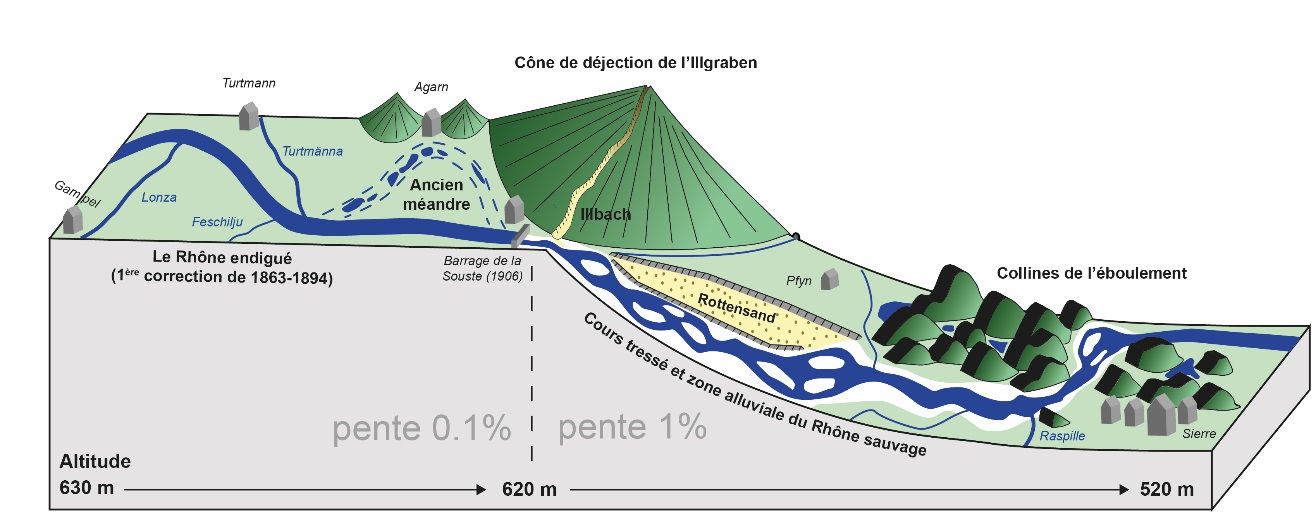 Cône de déjection de l'Illgraben
Turtmann
Agarn
Turtmänna
Gampel
Lonza
Ancien
méandre
Feschilju
Illbach
Le Rhône endigué
(1ère correction de 1863-1894)
Barrage de la
Souste (1906)
Pfyn
Collines de l'éboulement
Rottensand
Cours tressé et zone alluviale du Rhône sauvage
pente 0.1%
pente 1%
Raspille
Sierre
Altitude
630 m
620 m
520 m